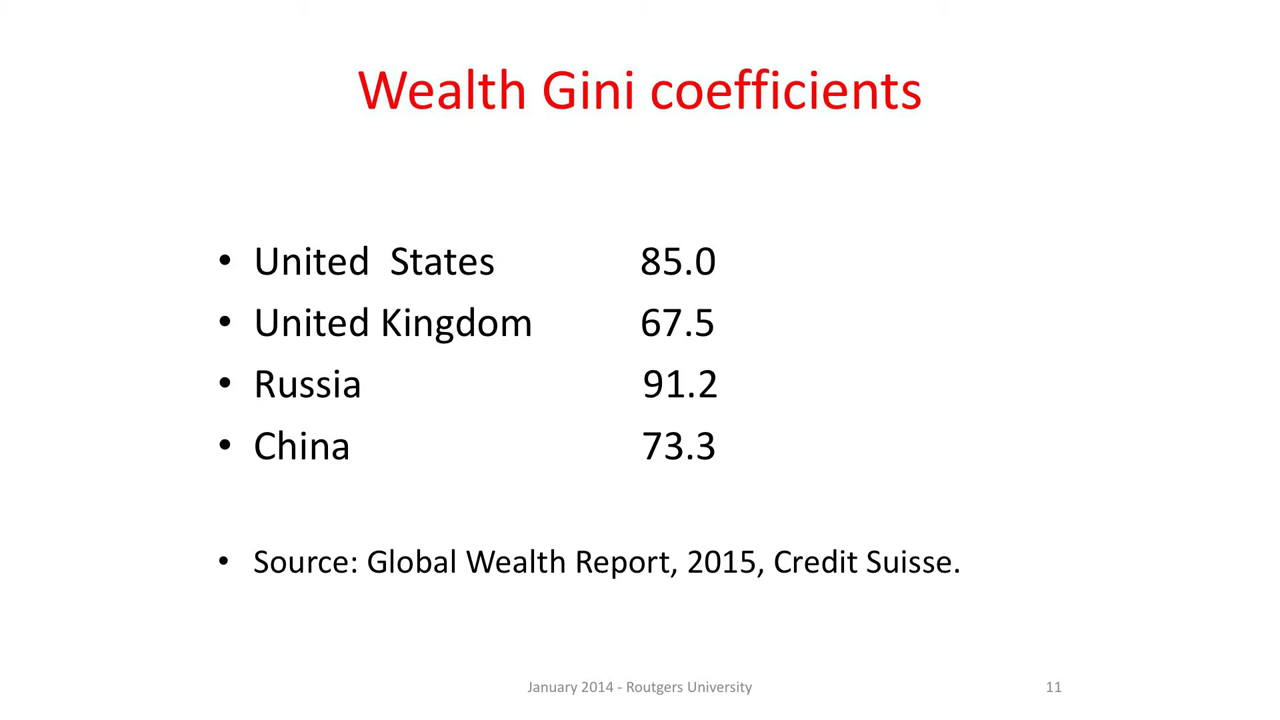 Wealth Gini coefficients
• United States 85.0
• United Kingdom 67.5
• Russia 91.2
• China 73.3
• Source: Global Wealth Report, 2015, Credit Suisse.
January 2014 - Routgers University 11